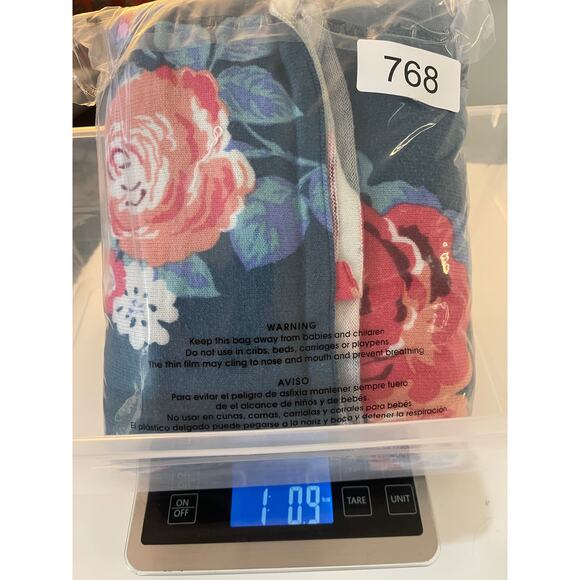 768
WARNING
Keep this bag away from babies and children.
Do not use in cribs, beds, carriages or playpens.
The thin film may cling to nose and mouth and prevent breathing
AVISO
Para evitar el peligro de asfixia mantener siempre fuera
de el alcance de niños y de bebés.
No usar en cunas, camas, carriolas y corrales para bebés.
El plástico delgado puede pegarse a la nariz y boca y detener la respiración.
ON
OFF
1 09
TARE
UNIT